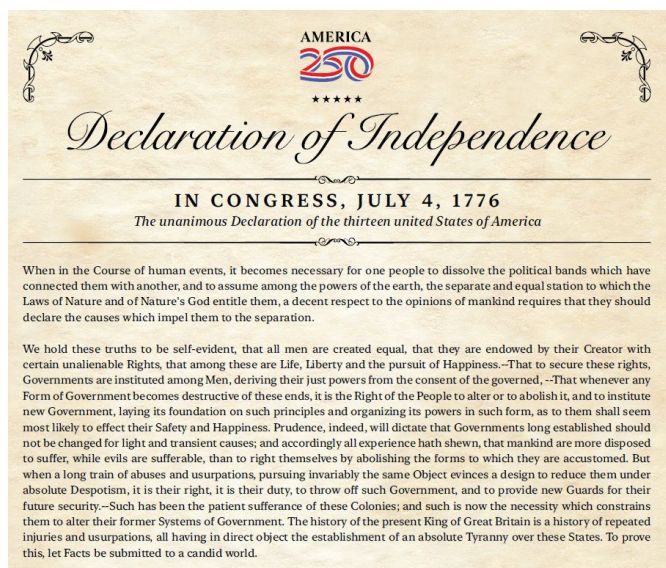 AMERICA
250
★★★★★
Declaration of Independence
IN CONGRESS, JULY 4, 1776
The unanimous Declaration of the thirteen united States of America
When in the Course of human events, it becomes necessary for one people to dissolve the political bands which have
connected them with another, and to assume among the powers of the earth, the separate and equal station to which the
Laws of Nature and of Nature's God entitle them, a decent respect to the opinions of mankind requires that they should
declare the causes which impel them to the separation.
We hold these truths to be self-evident, that all men are created equal, that they are endowed by their Creator with
certain unalienable Rights, that among these are Life, Liberty and the pursuit of Happiness.--That to secure these rights,
Governments are instituted among Men, deriving their just powers from the consent of the governed, --That whenever any
Form of Government becomes destructive of these ends, it is the Right of the People to alter or to abolish it, and to institute
new Government, laying its foundation on such principles and organizing its powers in such form, as to them shall seem
most likely to effect their Safety and Happiness. Prudence, indeed, will dictate that Governments long established should
not be changed for light and transient causes; and accordingly all experience hath shewn, that mankind are more disposed
to suffer, while evils are sufferable, than to right themselves by abolishing the forms to which they are accustomed. But
when a long train of abuses and usurpations, pursuing invariably the same Object evinces a design to reduce them under
absolute Despotism, it is their right, it is their duty, to throw off such Government, and to provide new Guards for their
future security.--Such has been the patient sufferance of these Colonies; and such is now the necessity which constrains
them to alter their former Systems of Government. The history of the present King of Great Britain is a history of repeated
injuries and usurpations, all having in direct object the establishment of an absolute Tyranny over these States. To prove
this, let Facts be submitted to a candid world.